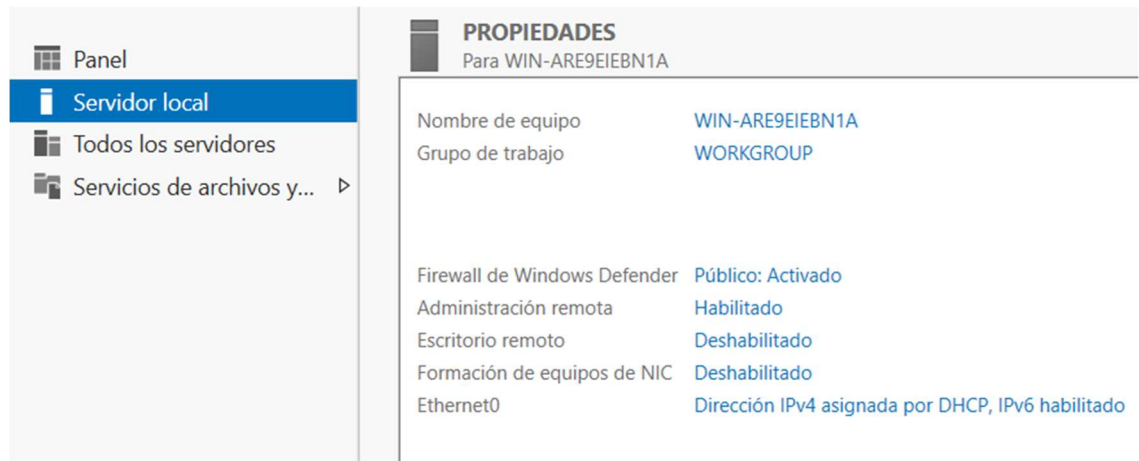 Panel
Servidor local
Todos los servidores
Servicios de archivos y...
PROPIEDADES
Para WIN-ARE9EIEBN1A
Nombre de equipo WIN-ARE9EIEBN1A
Grupo de trabajo WORKGROUP
Firewall de Windows Defender Público: Activado
Administración remota Habilitado
Escritorio remoto Deshabilitado
Formación de equipos de NIC Deshabilitado
Ethernet0 Dirección IPv4 asignada por DHCP, IPv6 habilitado